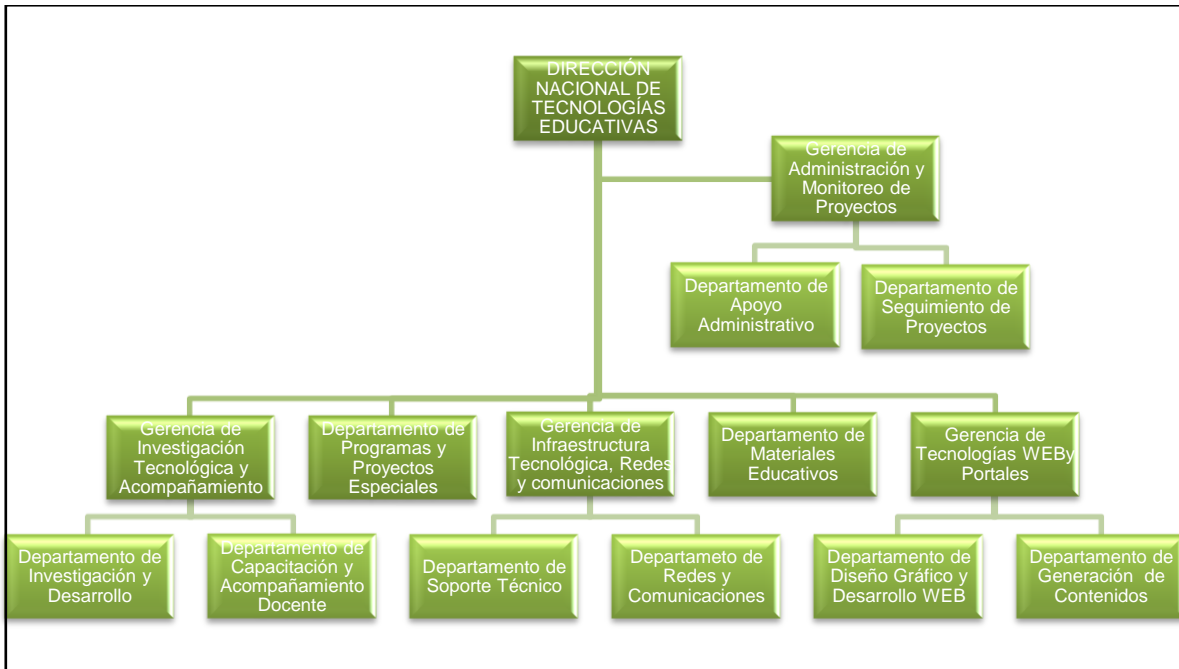 DIRECCIÓN
NACIONAL DE
TECNOLOGÍAS
EDUCATIVAS
Gerencia de
Administración y
Monitoreo de
Proyectos
Departamento de
Apoyo
Administrativo
Departamento de
Seguimiento de
Proyectos
Gerencia de
Investigación
Tecnológica y
Acompañamiento
Departamento de
Programas y
Proyectos
Especiales
Gerencia de
Infraestructura
Tecnológica, Redes
y comunicaciones
Departamento de
Materiales
Educativos
Gerencia de
Tecnologías WEBy
Portales
Departamento de
Investigación y
Desarrollo
Departamento de
Capacitación y
Acompañamiento
Docente
Departamento de
Soporte Técnico
Departameto de
Redes y
Comunicaciones
Departamento de
Diseño Gráfico y
Desarrollo WEB
Departamento de
Generación de
Contenidos